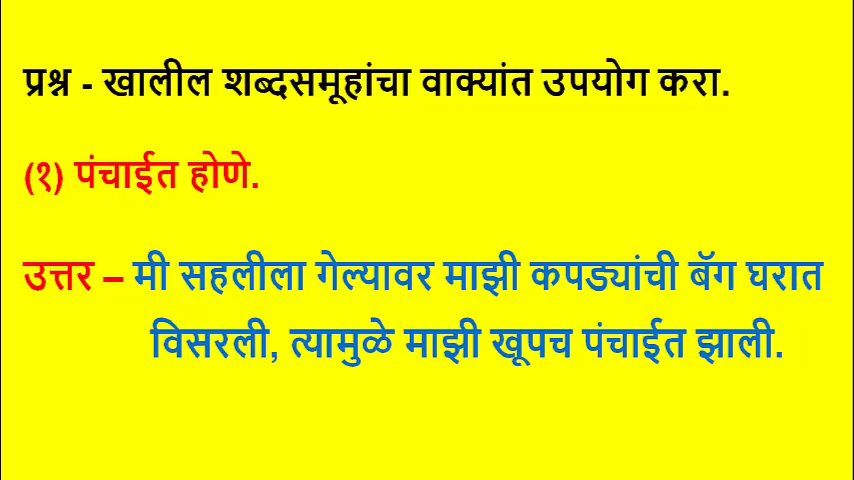 प्रश्न - खालील शब्दसमूहांचा वाक्यांत उपयोग करा.
(१) पंचाईत होणे.
उत्तर – मी सहलीला गेल्यावर माझी कपड्यांची बॅग घरात
विसरली, त्यामुळे माझी खूपच पंचाईत झाली.